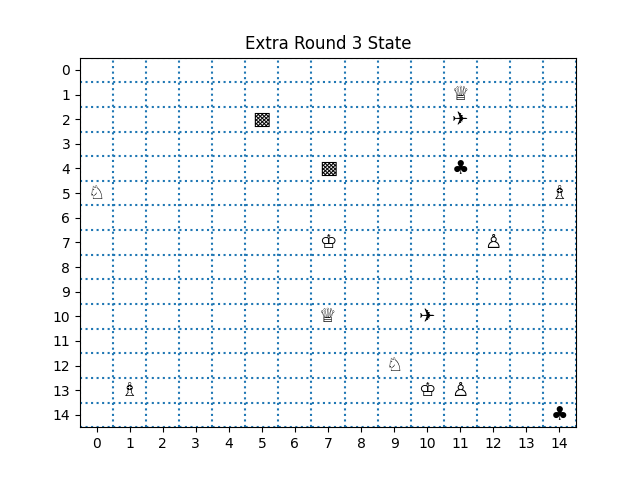 Extra Round 3 State
0
1 ♕
2 ▩ ✈
3
4 ▩ ♣
5 ♘ ♗
6
7 ♔ ♙
8
9
10 ♕ ✈
11
12 ♘
13 ♗ ♔ ♙
14 ♣
0 1 2 3 4 5 6 7 8 9 10 11 12 13 14